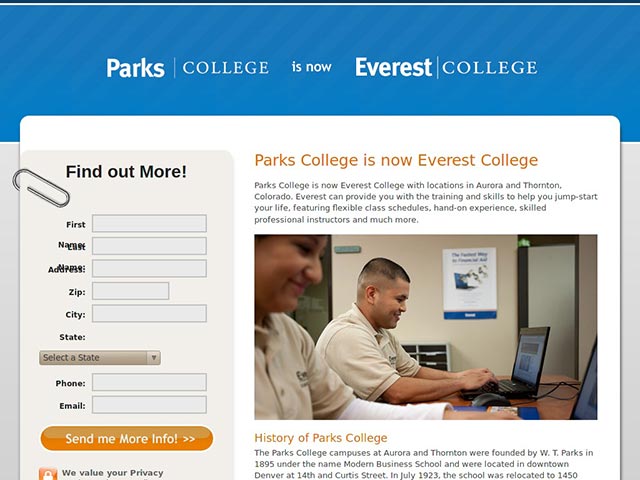 Parks COLLEGE is now Everest COLLEGE
Find out More!
First
Name:
Last
Name:
Address:
Zip:
City:
State:
Select a State
Phone:
Email:
Send me More Info! >>
We value your Privacy
Parks College is now Everest College
Parks College is now Everest College with locations in Aurora and Thornton,
Colorado. Everest can provide you with the training and skills to help you jump-start
your life, featuring flexible class schedules, hand-on experience, skilled
professional instructors and much more.
The Fastest Way
to Financial Aid
History of Parks College
The Parks College campuses at Aurora and Thornton were founded by W. T. Parks in
1895 under the name Modern Business School and were located in downtown
Denver at 14th and Curtis Street. In July 1923, the school was relocated to 1450